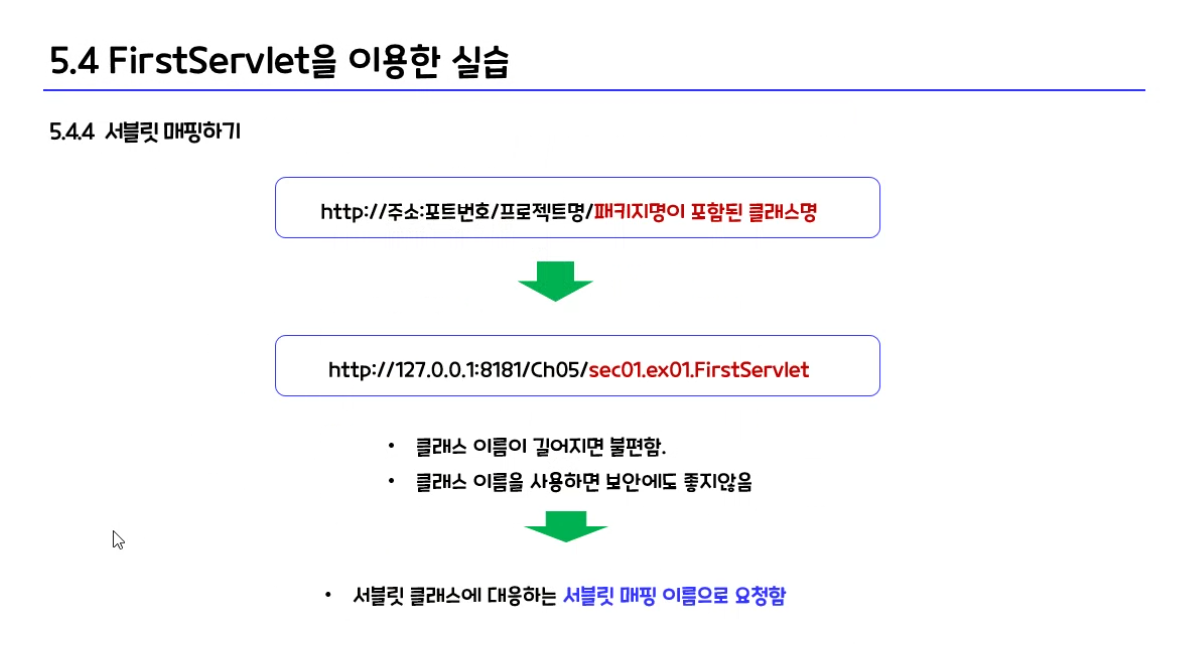 5.4 FirstServlet을 이용한 실습
5.4.4 서블릿 매핑하기
http://주소:포트번호/프로젝트명/패키지명이 포함된 클래스명
http://127.0.0.1:8181/Ch05/sec01.ex01.FirstServlet
• 클래스 이름이 길어지면 불편함.
• 클래스 이름을 사용하면 보안에도 좋지않음
• 서블릿 클래스에 대응하는 서블릿 매핑 이름으로 요청함